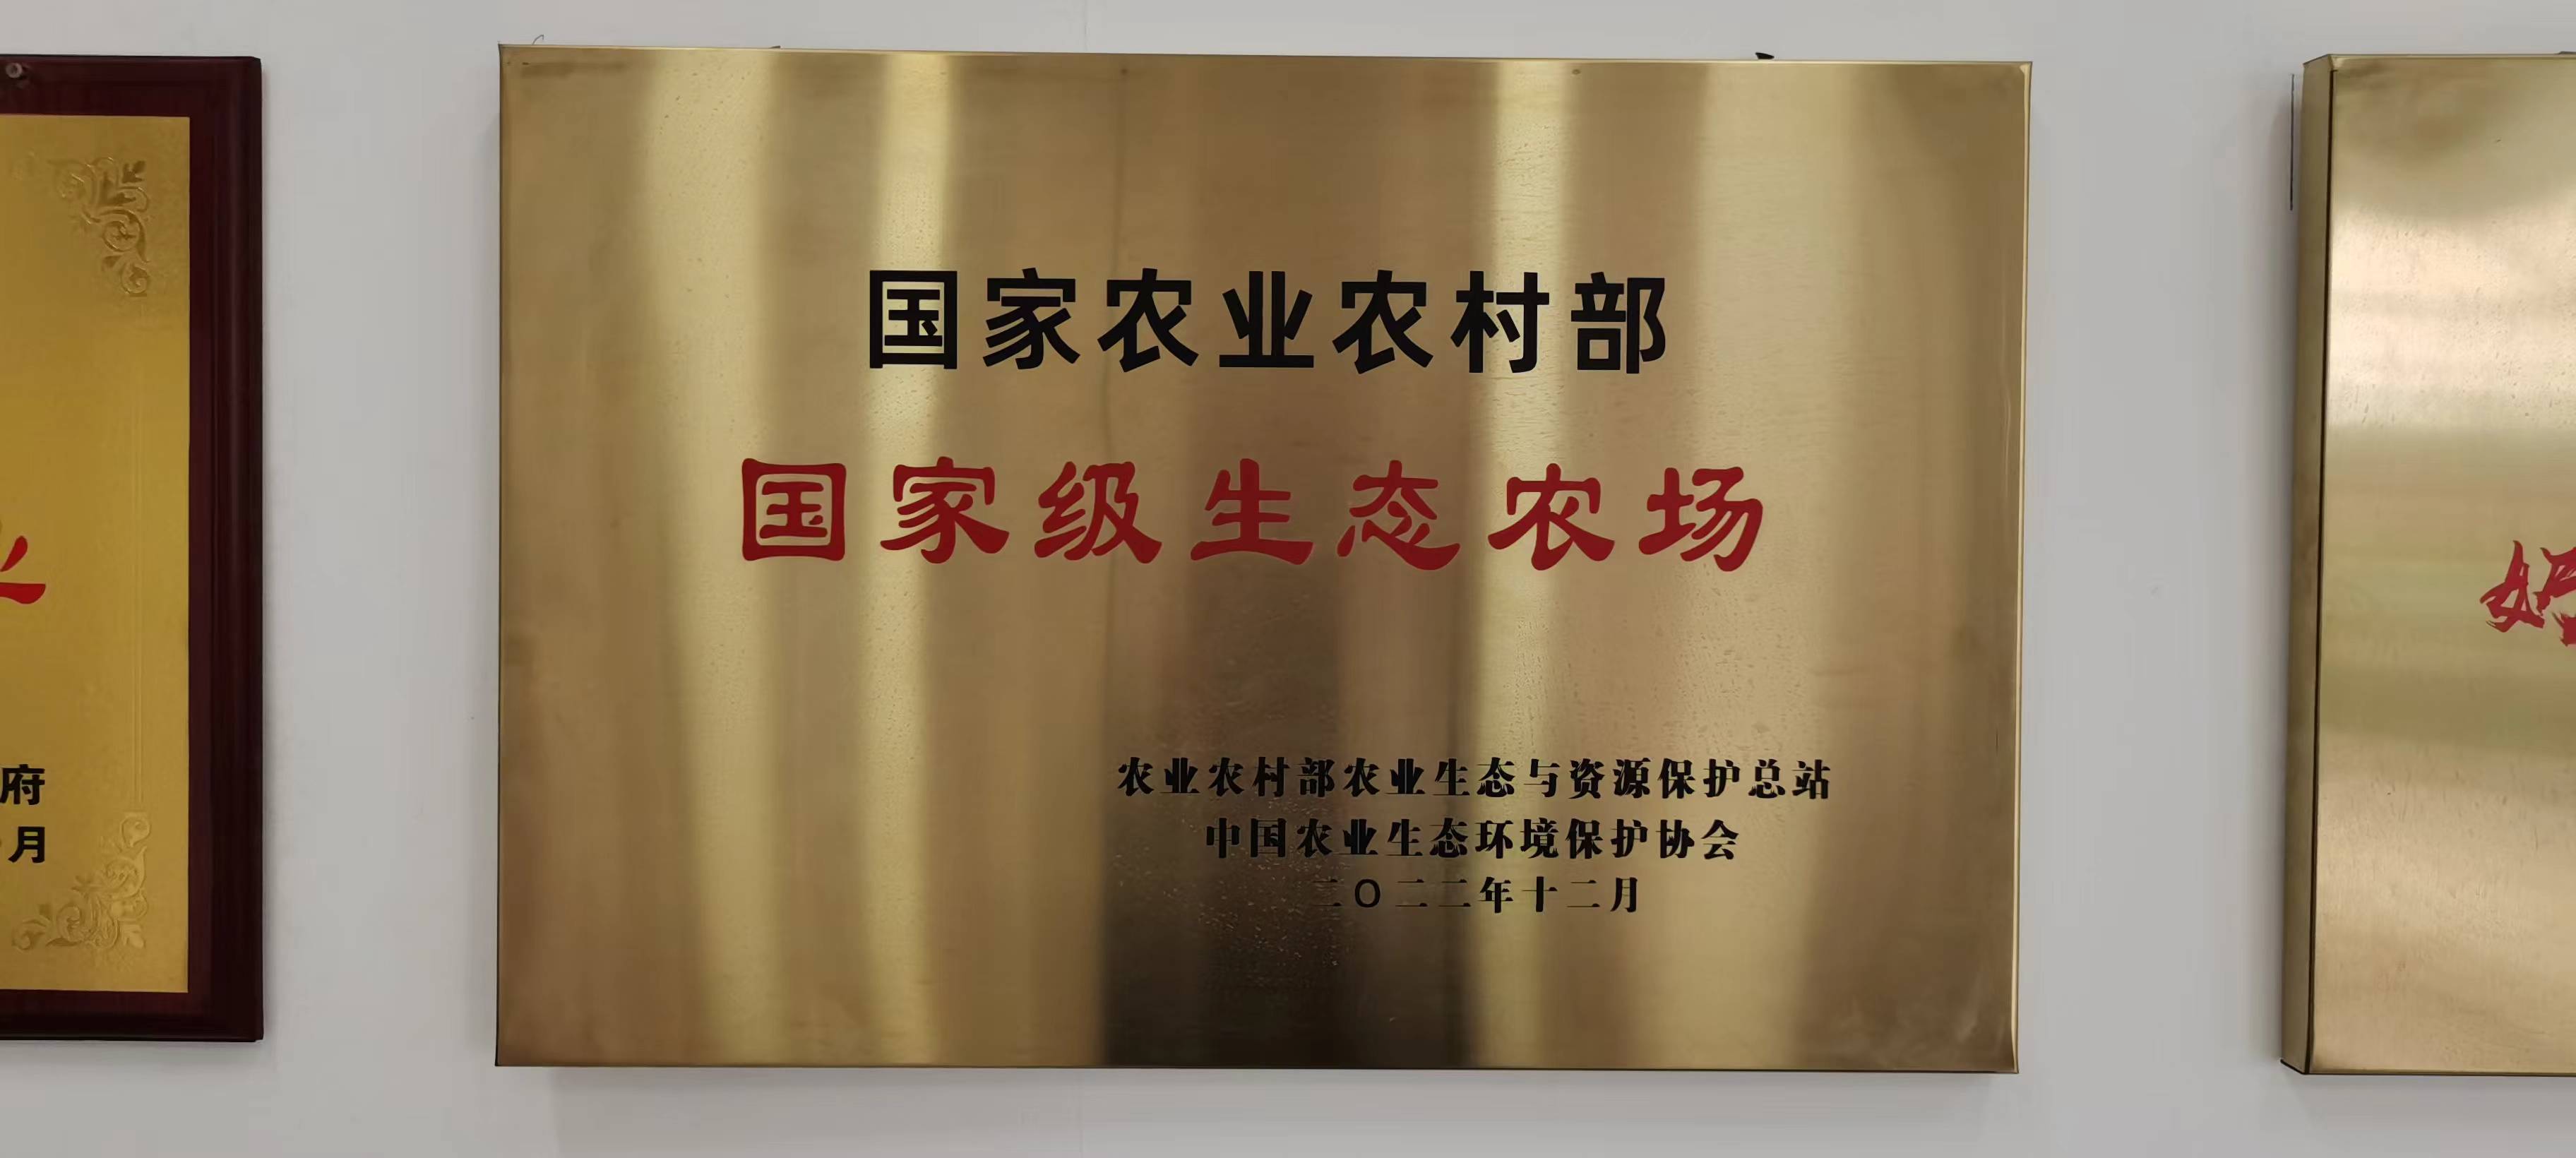 国家农业农村部
国家级生态农场
农业农村部农业生态与资源保护总站
中国农业生态环境保护协会
二〇二二年十二月
府
月